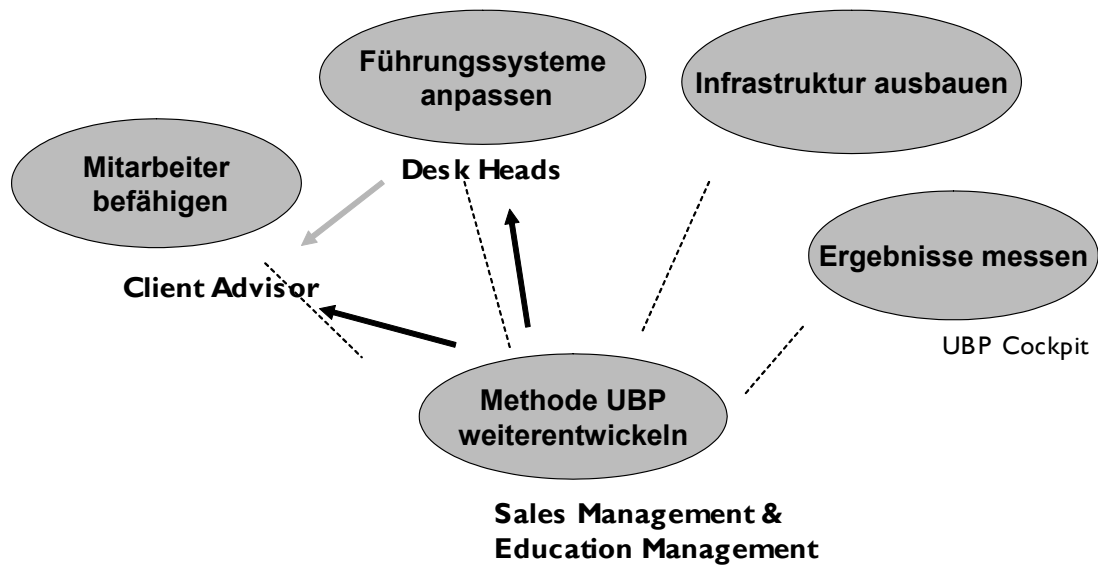 Führungssysteme
anpassen
Infrastruktur ausbauen
Mitarbeiter
befähigen
Desk Heads
Ergebnisse messen
Client Advisor
UBP Cockpit
Methode UBP
weiterentwickeln
Sales Management &
Education Management